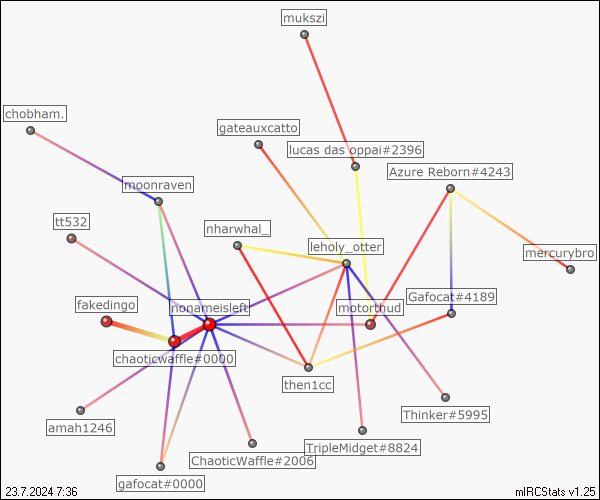 mukszi
chobham.
gateauxcatto
lucas das oppai#2396
Azure Reborn#4243
moonraven
tt532
nharwhal_
leholy_otter
mercurybro
fakedingo
nonameisleft
motorthud
Gafocat#4189
chaoticwaffle#0000
then1cc
Thinker#5995
amah1246
TripleMidget#8824
ChaoticWaffle#2006
gafocat#0000
23.7.2024 7:36
mIRCStats v1.25